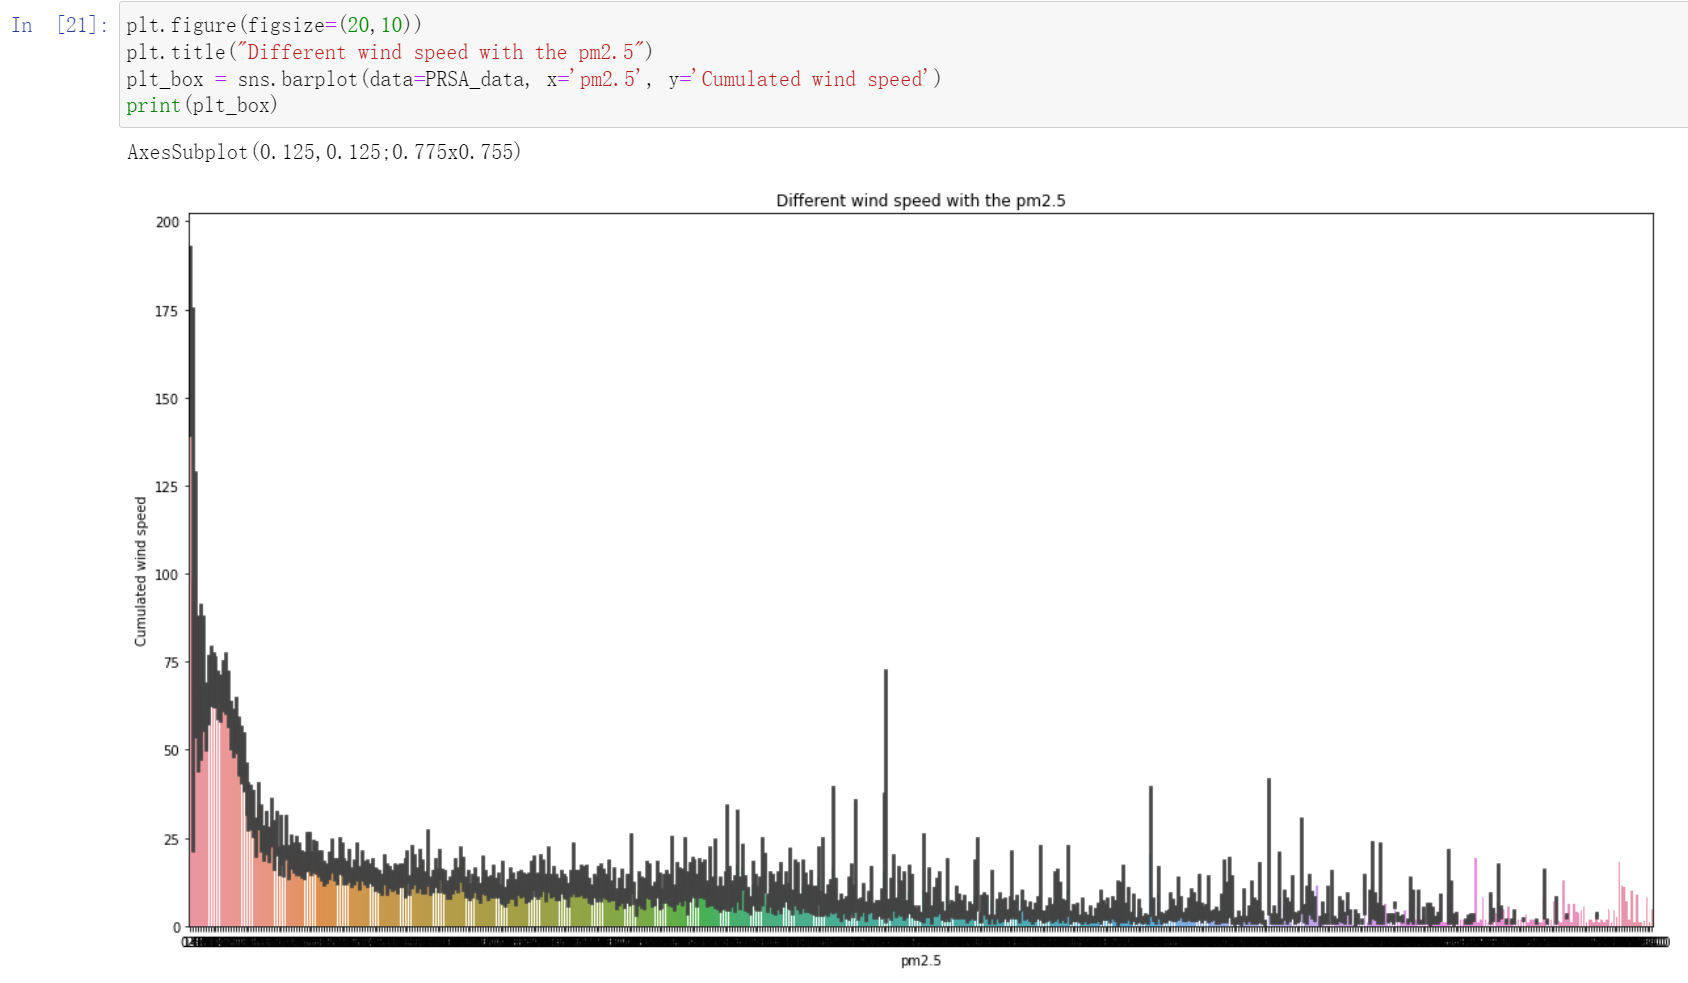 In [21]:
plt.figure(figsize=(20,10))
plt.title("Different wind speed with the pm2.5")
plt_box = sns.barplot(data=PRSA_data, x='pm2.5', y='Cumulated wind speed')
print(plt_box)
AxesSubplot(0.125,0.125;0.775x0.755)
Different wind speed with the pm2.5
200
175
150
125
100
75
50
25
0
Cumulated wind speed
pm2.5